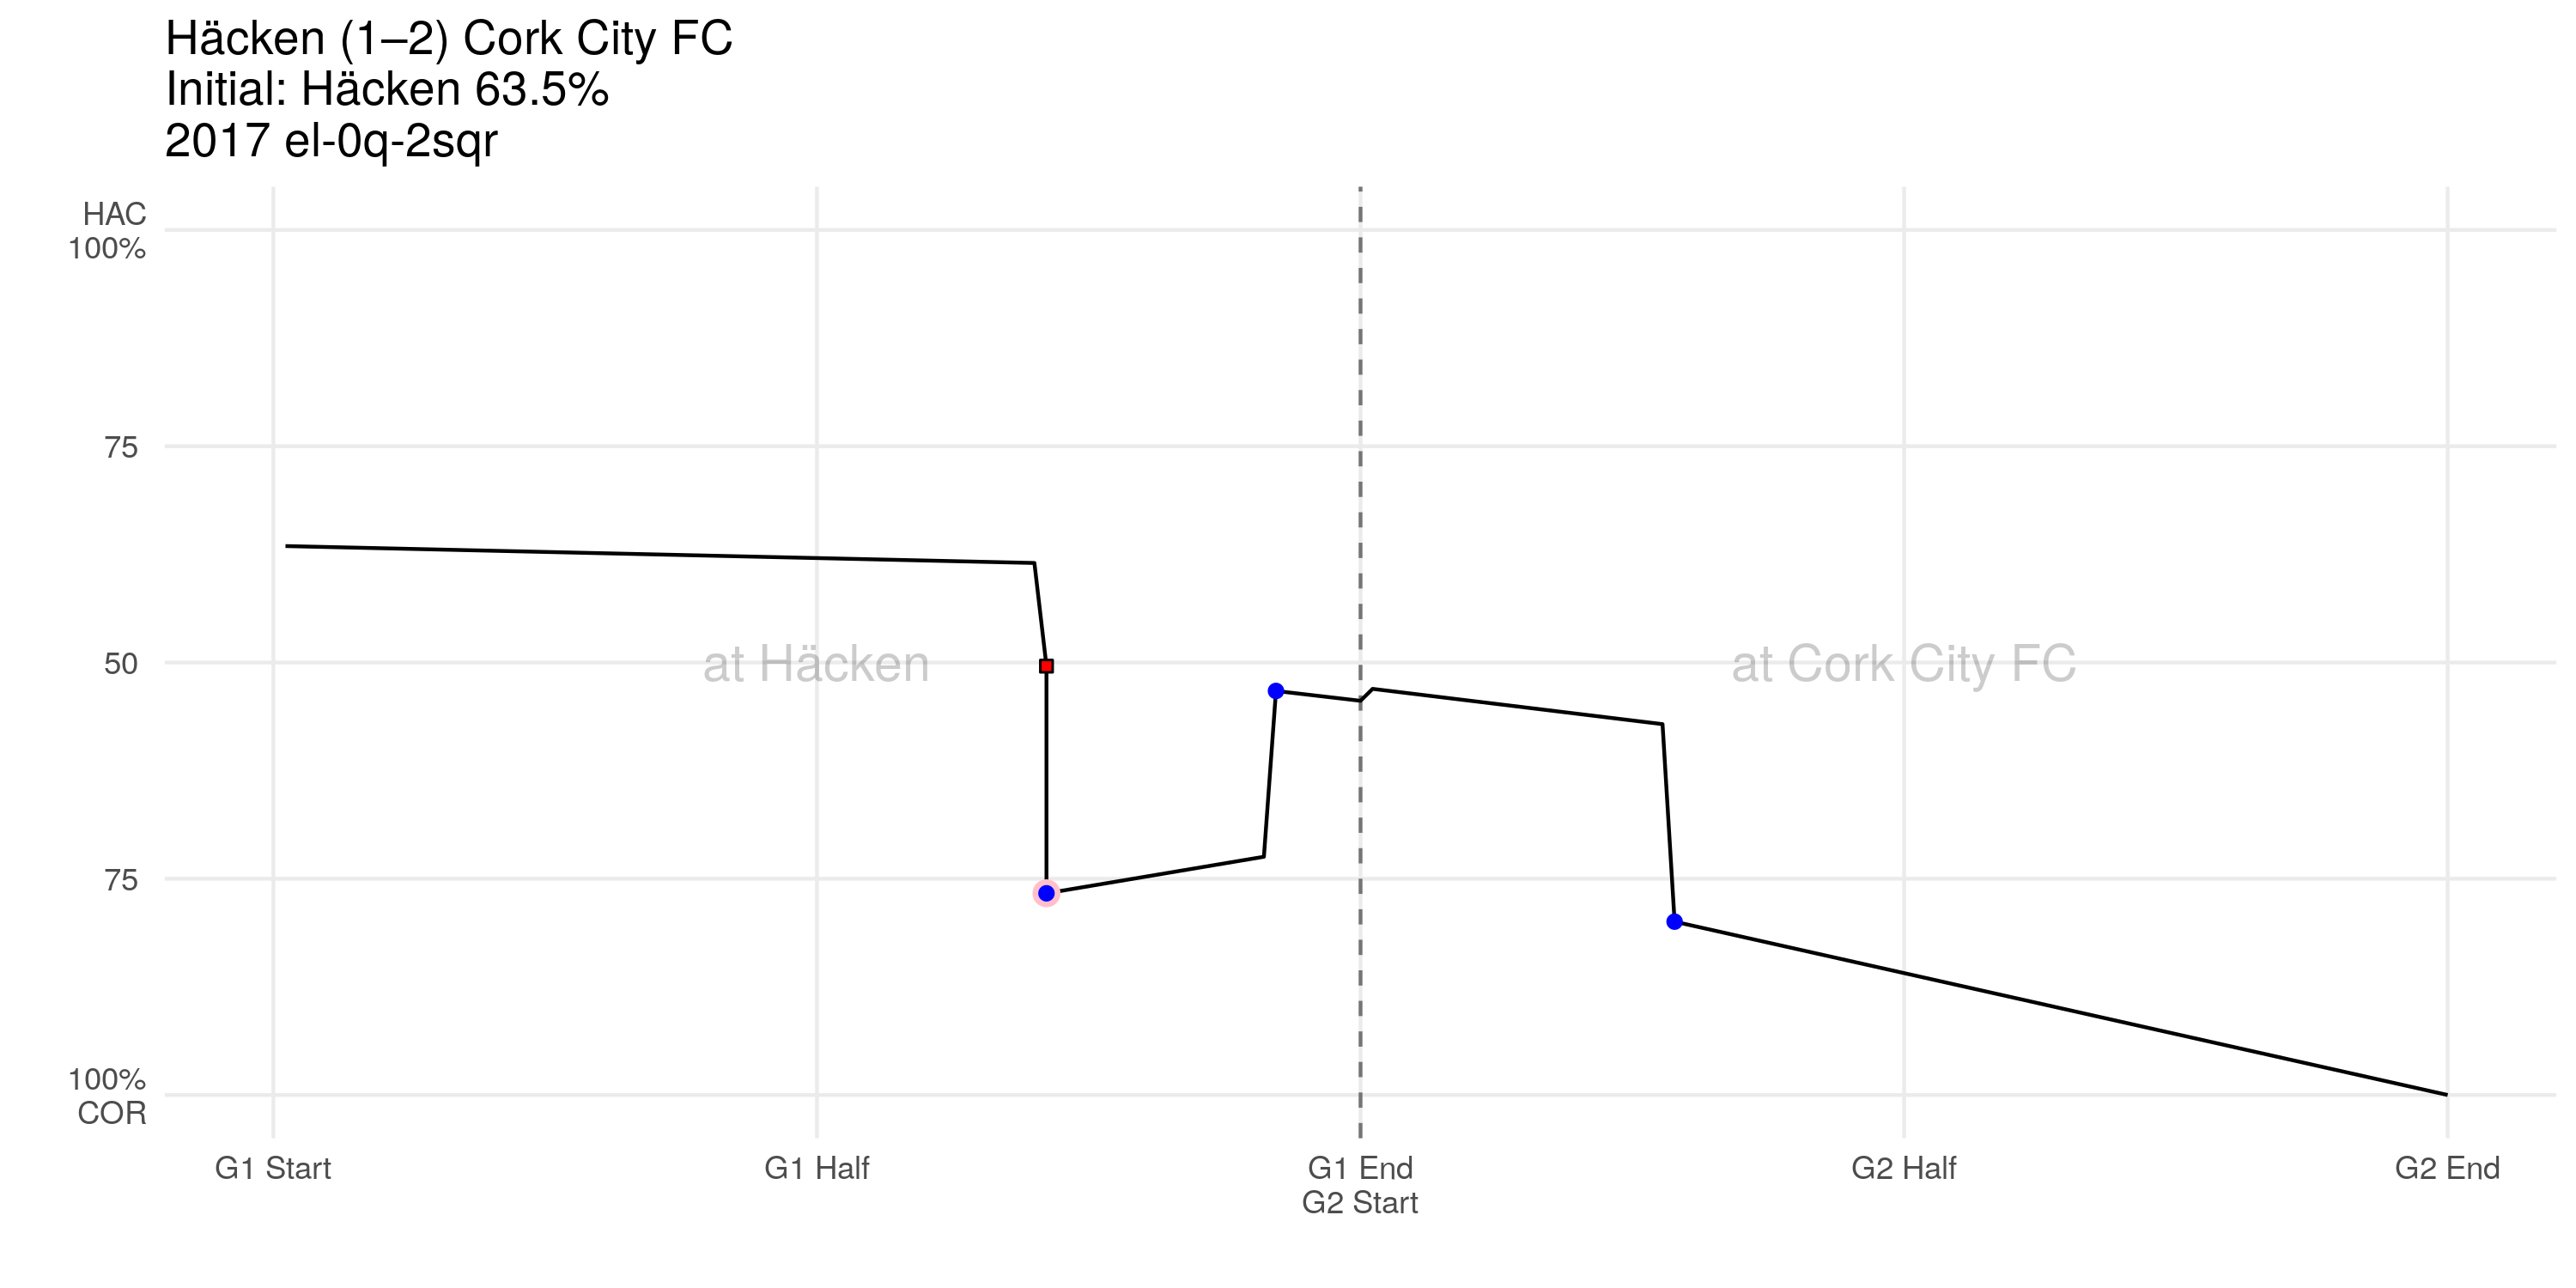 Häcken (1–2) Cork City FC
Initial: Häcken 63.5%
2017 el-0q-2sqr
HAC
100%
75
50
75
100%
COR
at Häcken
at Cork City FC
G1 Start
G1 Half
G1 End
G2 Start
G2 Half
G2 End